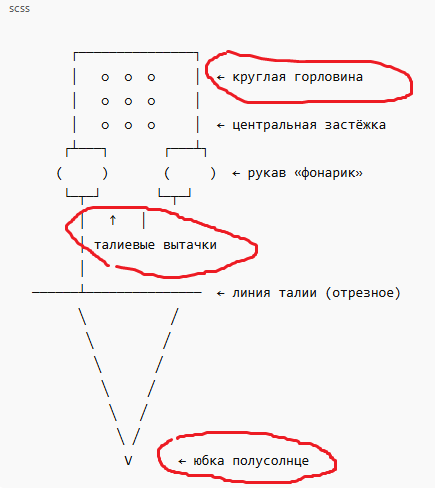 scss
o o o ← круглая горловина
o o o
o o o ← центральная застёжка
( ) ( ) ← рукав «фонарик»
↑
талиевые вытачки
← линия талии (отрезное)
v ← юбка полусолнце